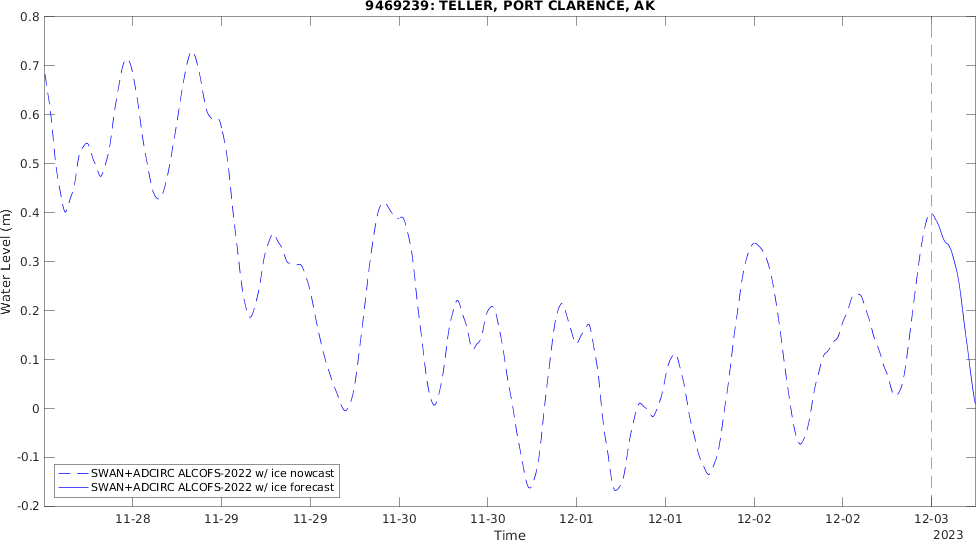 9469239: TELLER, PORT CLARENCE, AK
0.8
0.7
0.6
0.5
0.4
0.3
0.2
0.1
0
-0.1
-0.2
Water Level (m)
SWAN+ADCIRC ALCOFS-2022 w/ ice nowcast
SWAN+ADCIRC ALCOFS-2022 w/ ice forecast
11-28 11-29 11-29 11-30 11-30 12-01 12-01 12-02 12-02 12-03
Time
2023